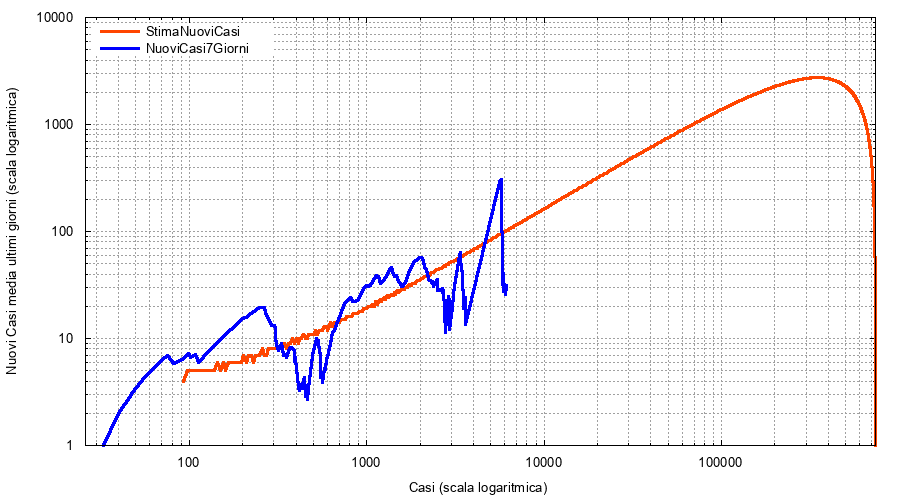 StimaNuoviCasi
NuoviCasi7Giorni
Nuovi Casi media ultimi giorni (scala logaritmica)
10000
1000
100
10
1
100
1000
10000
100000
Casi (scala logaritmica)